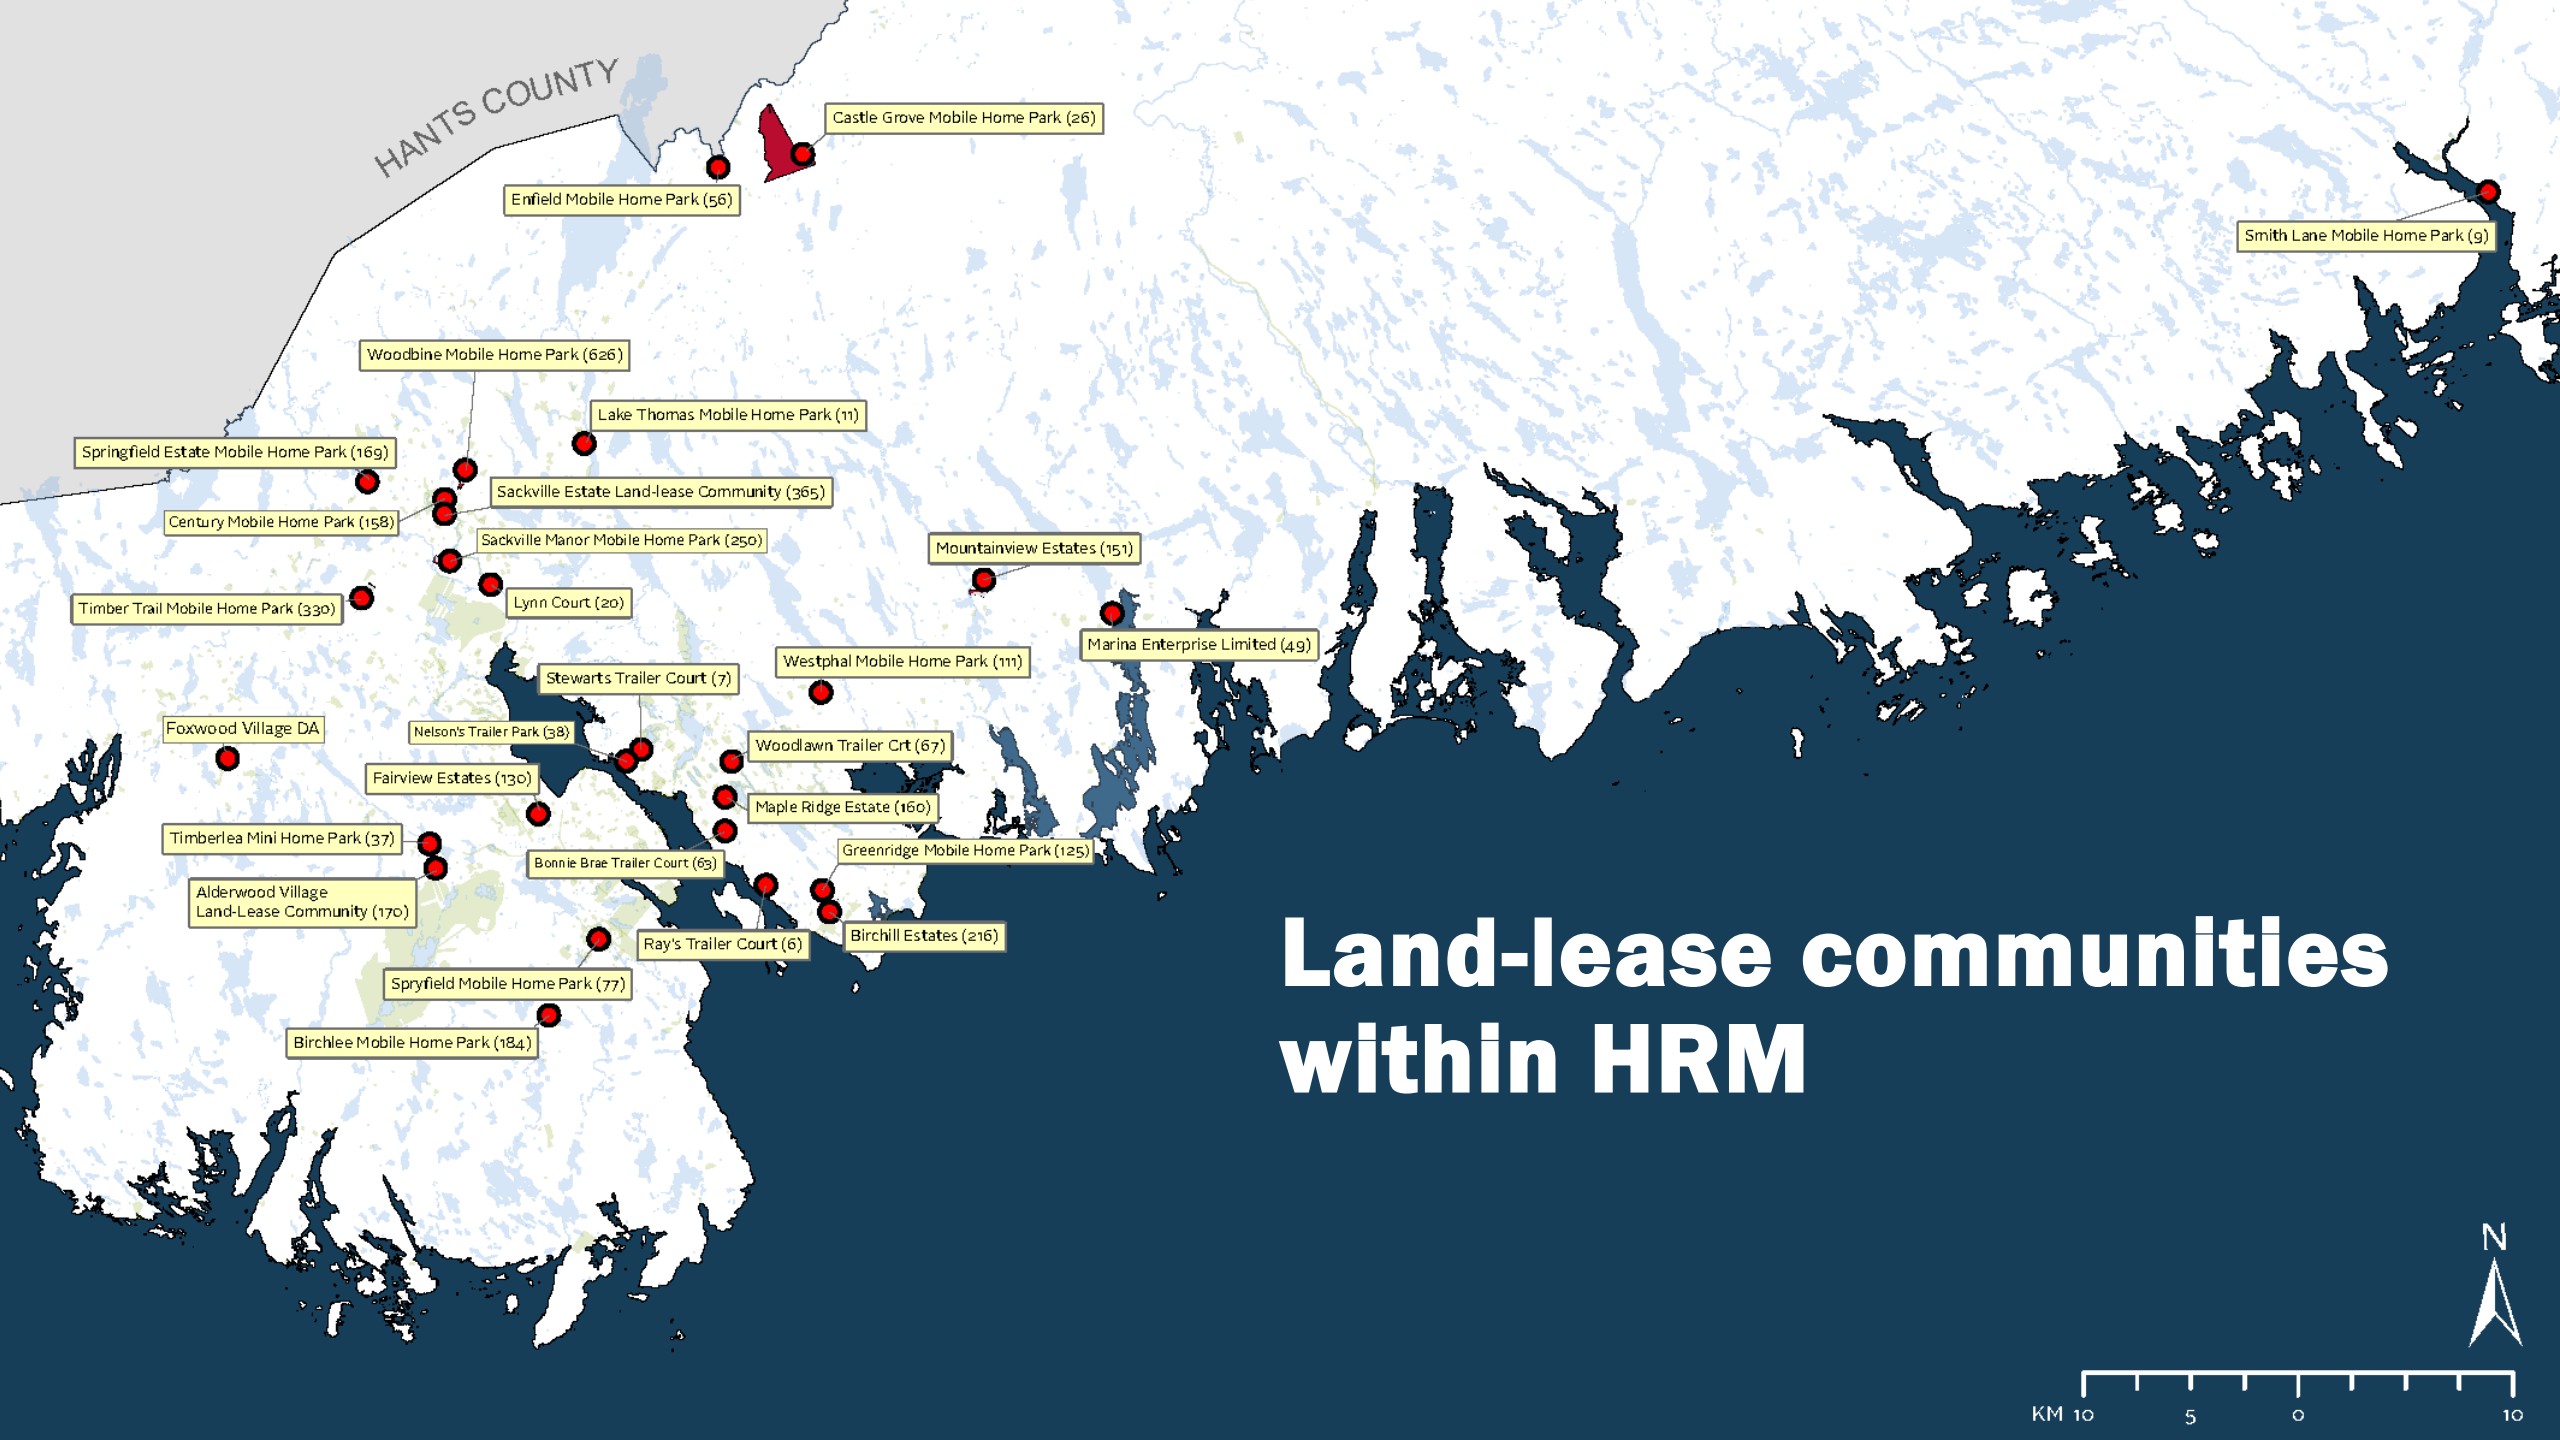 HANTS COUNTY
Castle Grove Mobile Home Park (26)
Enfield Mobile Home Park (56)
Smith Lane Mobile Home Park (9)
Woodbine Mobile Home Park (626)
Lake Thomas Mobile Home Park (11)
Springfield Estate Mobile Home Park (169)
Sackville Estate Land-lease Community (365)
Century Mobile Home Park (158)
Sackville Manor Mobile Home Park (250)
Mountainview Estates (151)
Lynn Court (20)
Timber Trail Mobile Home Park (330)
Marina Enterprise Limited (49)
Westphal Mobile Home Park (111)
Stewarts Trailer Court (7)
Foxwood Village DA
Nelson's Trailer Park (38)
Woodlawn Trailer Crt (67)
Fairview Estates (130)
Maple Ridge Estate (160)
Timberlea Mini Home Park (37)
Greenridge Mobile Home Park (125)
Bonnie Brae Trailer Court (63)
Alderwood Village
Land-Lease Community (170)
Birchill Estates (216)
Ray's Trailer Court (6)
Spryfield Mobile Home Park (77)
Birchlee Mobile Home Park (184)
Land-lease communities
within HRM
N
KM 10 5 0 10